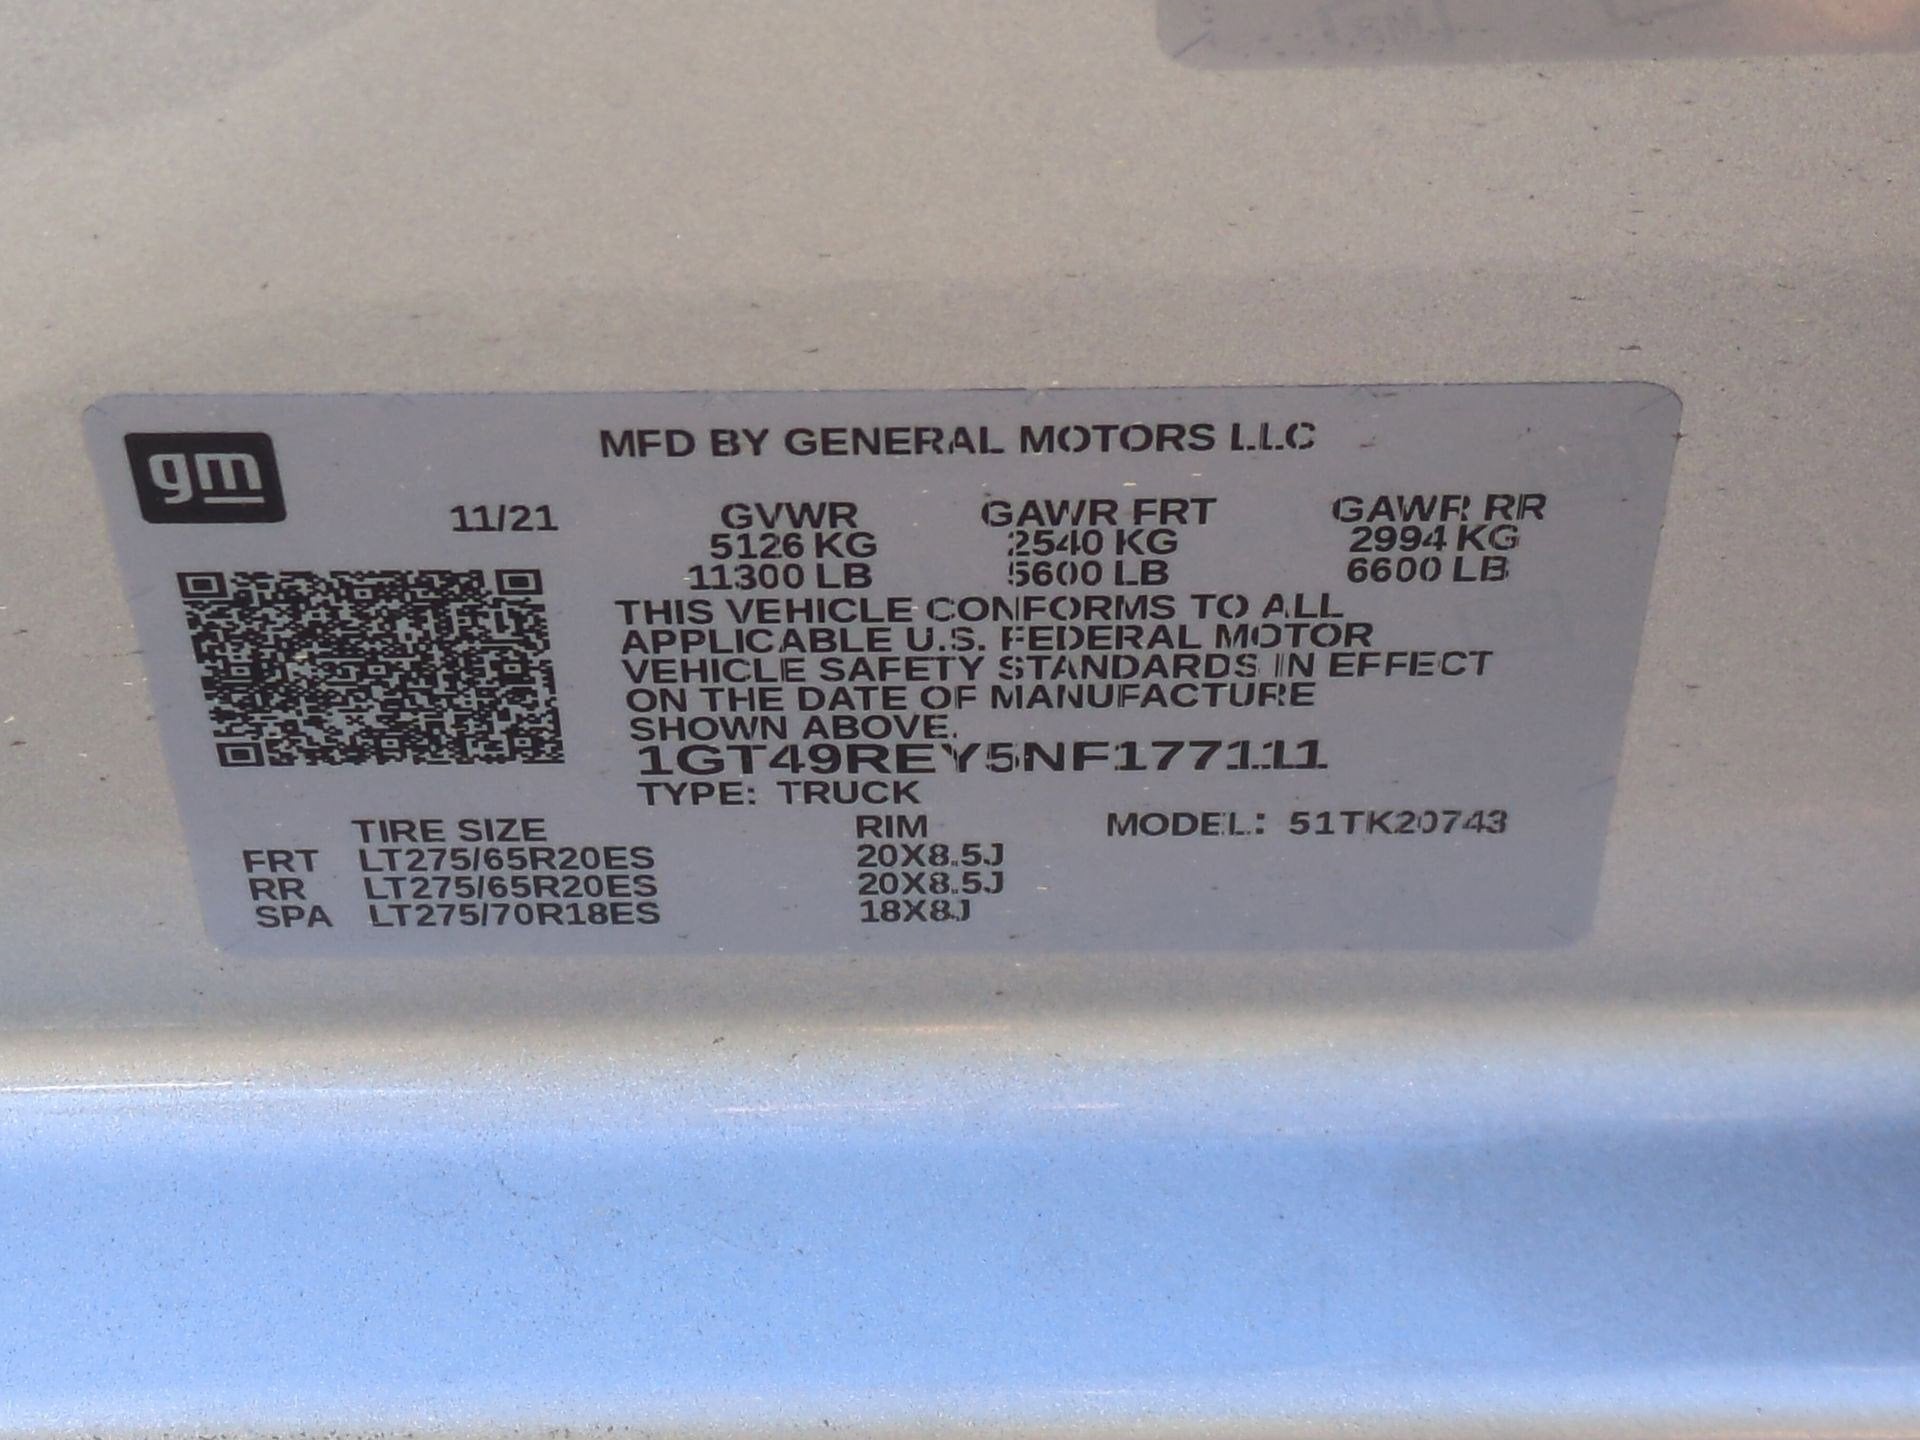 gm
MFD BY GENERAL MOTORS LLC
11/21 GVWR GAWR FRT GAWR RR
5126 KG 2540 KG 2994 KG
11300 LB 5600 LB 6600 LB
THIS VEHICLE CONFORMS TO ALL
APPLICABLE U.S. FEDERAL MOTOR
VEHICLE SAFETY STANDARDS IN EFFECT
ON THE DATE OF MANUFACTURE
SHOWN ABOVE.
1GT49REY5NF177111
TYPE: TRUCK
TIRE SIZE RIM MODEL: 51TK20743
FRT LT275/65R20ES 20X8.5J
RR LT275/65R20ES 20X8.5J
SPA LT275/70R18ES 18X8J